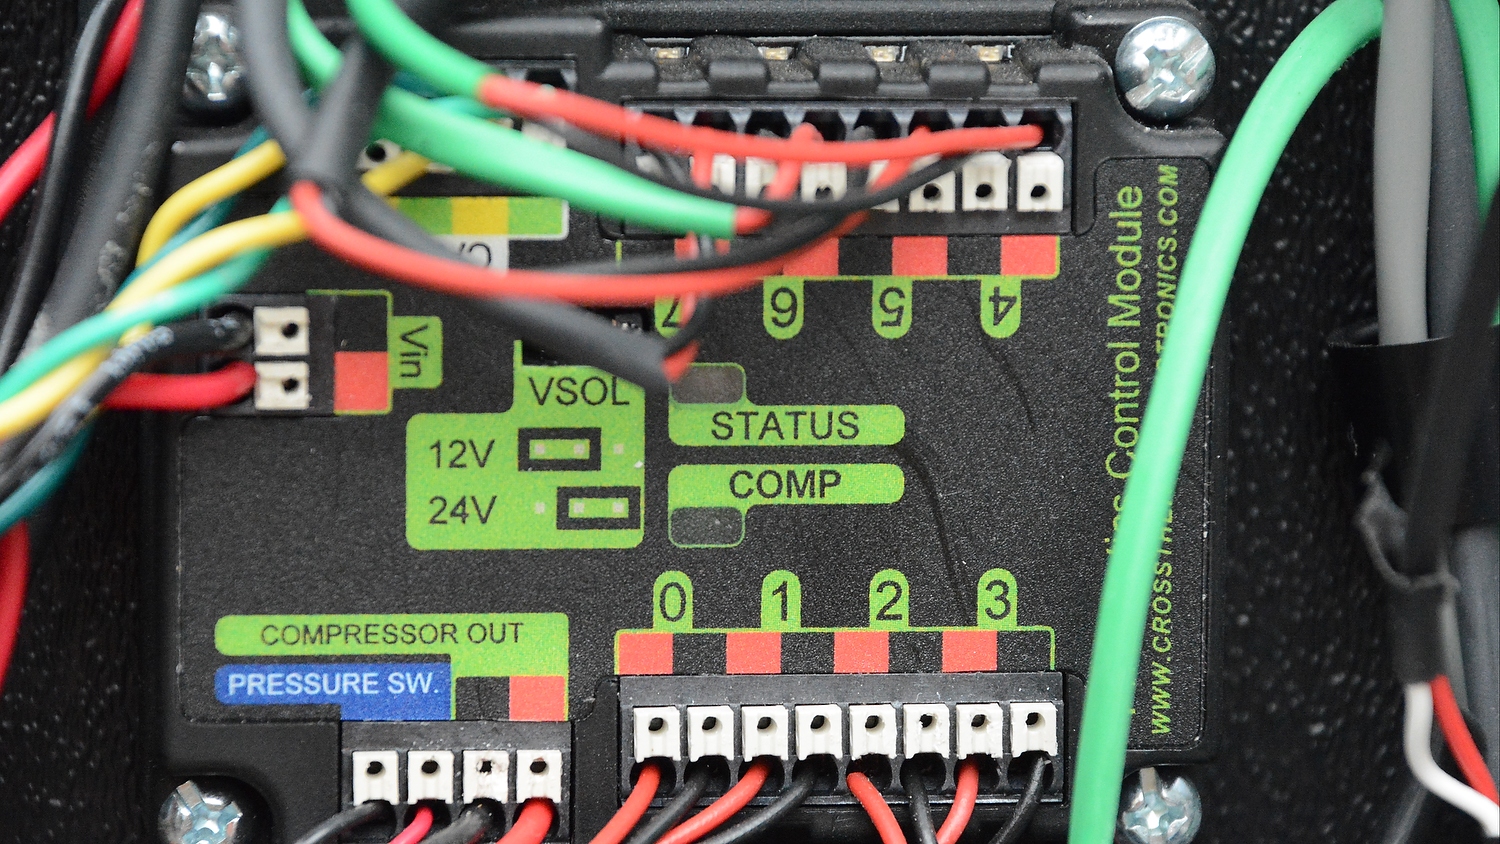 Vin
VSOL
12V
24V
STATUS
COMP
7
6
5
4
0
1
2
3
COMPRESSOR OUT
PRESSURE SW.
Control Module